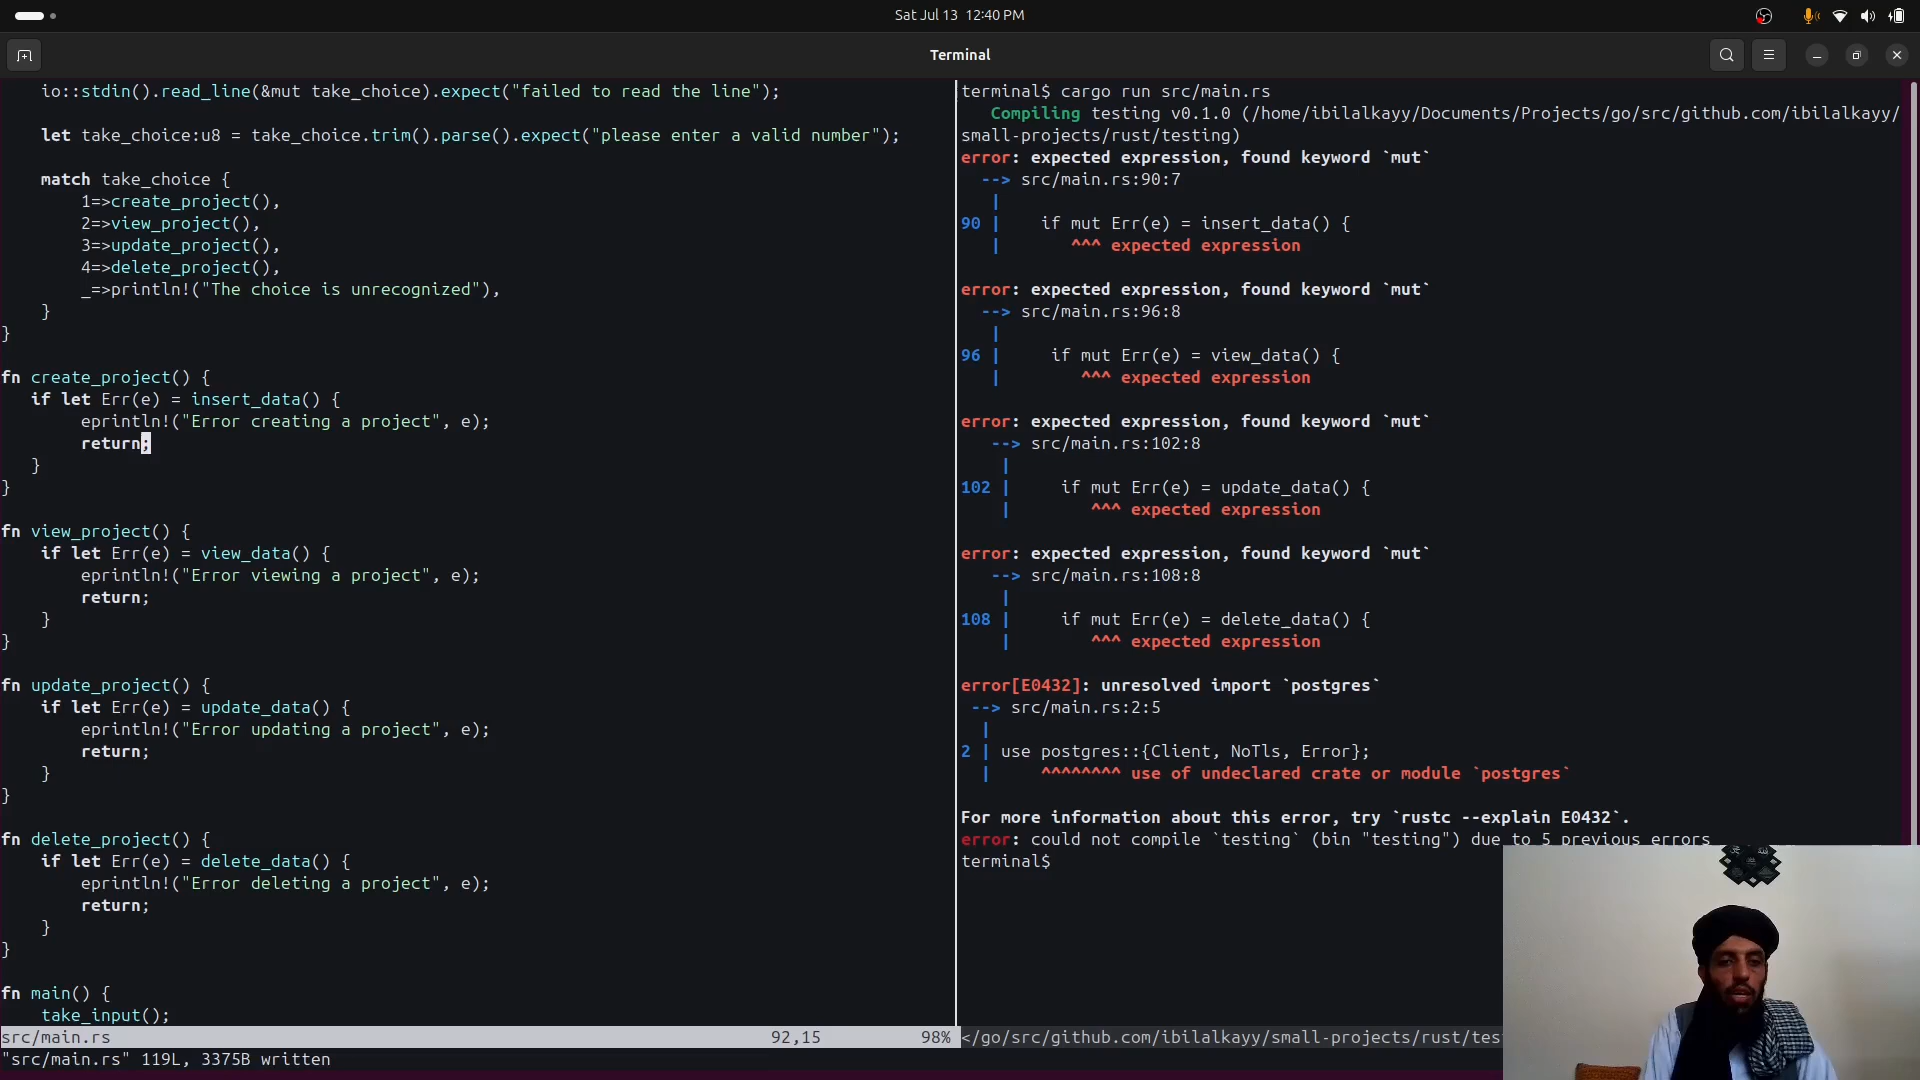 Sat Jul 13 12:40 PM
Terminal
io::stdin().read_line(&mut take_choice).expect("failed to read the line");
let take_choice:u8 = take_choice.trim().parse().expect("please enter a valid number");
match take_choice {
1=>create_project(),
2=>view_project(),
3=>update_project(),
4=>delete_project(),
_=>println!("The choice is unrecognized"),
}
}
fn create_project() {
if let Err(e) = insert_data() {
eprintln!("Error creating a project", e);
return;
}
}
fn view_project() {
if let Err(e) = view_data() {
eprintln!("Error viewing a project", e);
return;
}
}
fn update_project() {
if let Err(e) = update_data() {
eprintln!("Error updating a project", e);
return;
}
}
fn delete_project() {
if let Err(e) = delete_data() {
eprintln!("Error deleting a project", e);
return;
}
}
fn main() {
take_input();
src/main.rs 92,15 98%
"src/main.rs" 119L, 3375B written
terminal$ cargo run src/main.rs
Compiling testing v0.1.0 (/home/ibilalkayy/Documents/Projects/go/src/github.com/ibilalkayy/
small-projects/rust/testing)
error: expected expression, found keyword `mut`
--> src/main.rs:90:7
|
90 | if mut Err(e) = insert_data() {
| ^^^ expected expression
error: expected expression, found keyword `mut`
--> src/main.rs:96:8
|
96 | if mut Err(e) = view_data() {
| ^^^ expected expression
error: expected expression, found keyword `mut`
--> src/main.rs:102:8
|
102 | if mut Err(e) = update_data() {
| ^^^ expected expression
error: expected expression, found keyword `mut`
--> src/main.rs:108:8
|
108 | if mut Err(e) = delete_data() {
| ^^^ expected expression
error[E0432]: unresolved import `postgres`
--> src/main.rs:2:5
|
2 | use postgres::{Client, NoTls, Error};
| ^^^^^^^^ use of undeclared crate or module `postgres`
For more information about this error, try `rustc --explain E0432`.
error: could not compile `testing` (bin "testing") due to 5 previous errors
terminal$
</go/src/github.com/ibilalkayy/small-projects/rust/tes